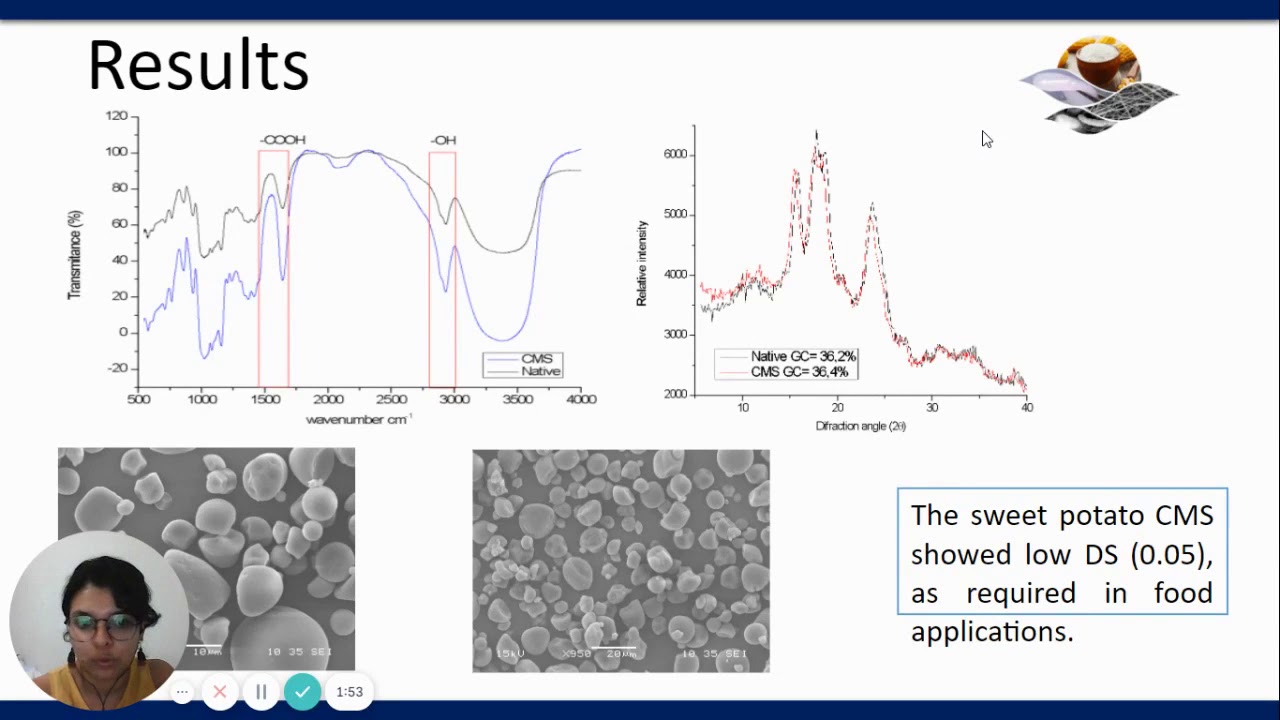 Results
120
100
80
60
40
20
0
-20
Transmitance (%)
-COOH
-OH
CMS
Native
500 1000 1500 2000 2500 3000 3500 4000
wavenumber cm-1
6000
5000
4000
3000
2000
Relative intensity
Native GC= 36,2%
CMS GC= 36,4%
10 20 30 40
Difraction angle (2θ)
10µm 10 35 SEI
15kU X950 20µm 10 35 SEI
The sweet potato CMS
showed low DS (0.05),
as required in food
applications.
1:53